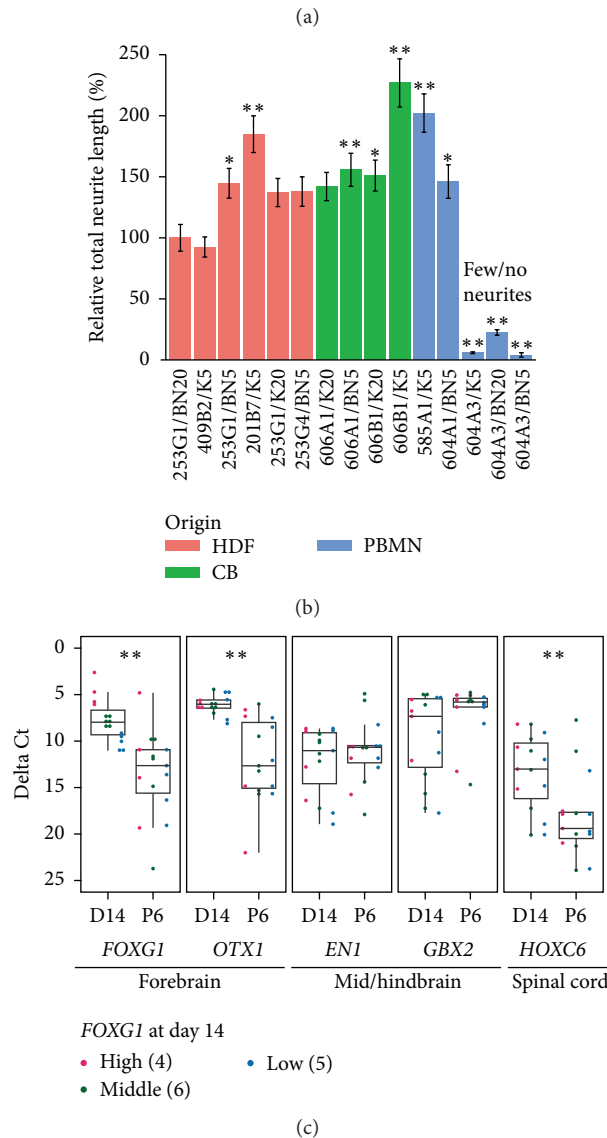 (a)
Relative total neurite length (%)
250
200
150
100
50
0
**
*
**
**
*
**
**
*
Few/no
neurites
**
**
**
253G1/BN20
409B2/K5
253G1/BN5
201B7/K5
253G1/K20
253G4/BN5
606A1/K20
606A1/BN5
606B1/K20
606B1/K5
585A1/K5
604A1/BN5
604A3/K5
604A3/BN20
604A3/BN5
Origin
HDF
PBMN
CB
(b)
Delta Ct
0
5
10
15
20
25
** ** **
D14 P6 D14 P6 D14 P6 D14 P6 D14 P6
FOXG1 OTX1 EN1 GBX2 HOXC6
Forebrain Mid/hindbrain Spinal cord
FOXG1 at day 14
High (4) Low (5)
Middle (6)
(c)